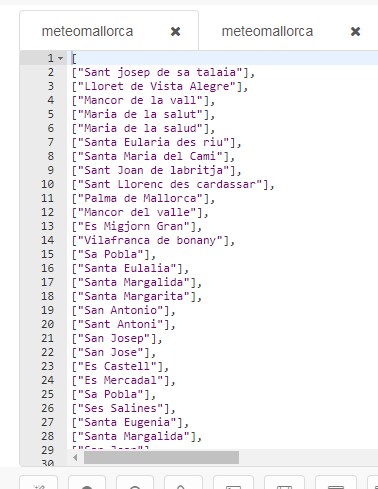 meteomallorca × meteomallorca ×
1 [
2 ["Sant josep de sa talaia"],
3 ["Lloret de Vista Alegre"],
4 ["Mancor de la vall"],
5 ["Maria de la salut"],
6 ["Maria de la salud"],
7 ["Santa Eularia des riu"],
8 ["Santa Maria del Cami"],
9 ["Sant Joan de labritja"],
10 ["Sant Llorenc des cardassar"],
11 ["Palma de Mallorca"],
12 ["Mancor del valle"],
13 ["Es Migjorn Gran"],
14 ["Vilafranca de bonany"],
15 ["Sa Pobla"],
16 ["Santa Eulalia"],
17 ["Santa Margalida"],
18 ["Santa Margarita"],
19 ["San Antonio"],
20 ["Sant Antoni"],
21 ["San Josep"],
22 ["San Jose"],
23 ["Es Castell"],
24 ["Es Mercadal"],
25 ["Sa Pobla"],
26 ["Ses Salines"],
27 ["Santa Eugenia"],
28 ["Santa Margalida"],
29
30